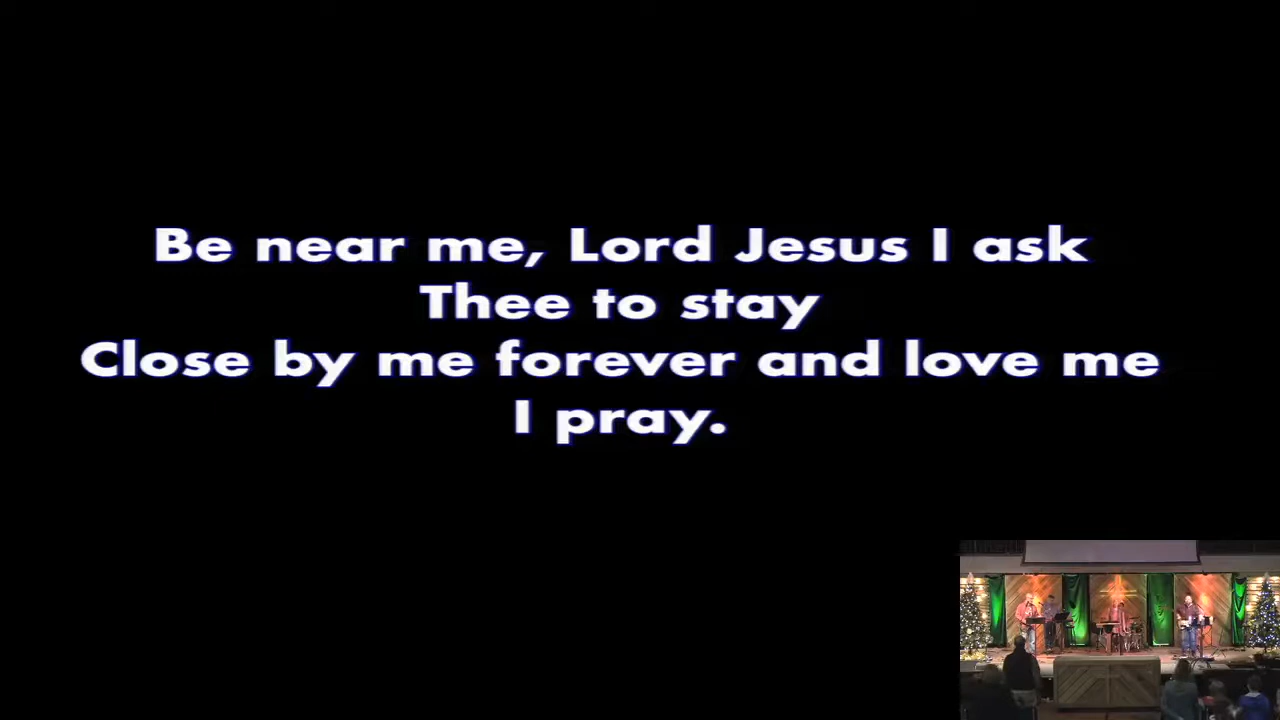 Be near me, Lord Jesus I ask
Thee to stay
Close by me forever and love me
I pray.